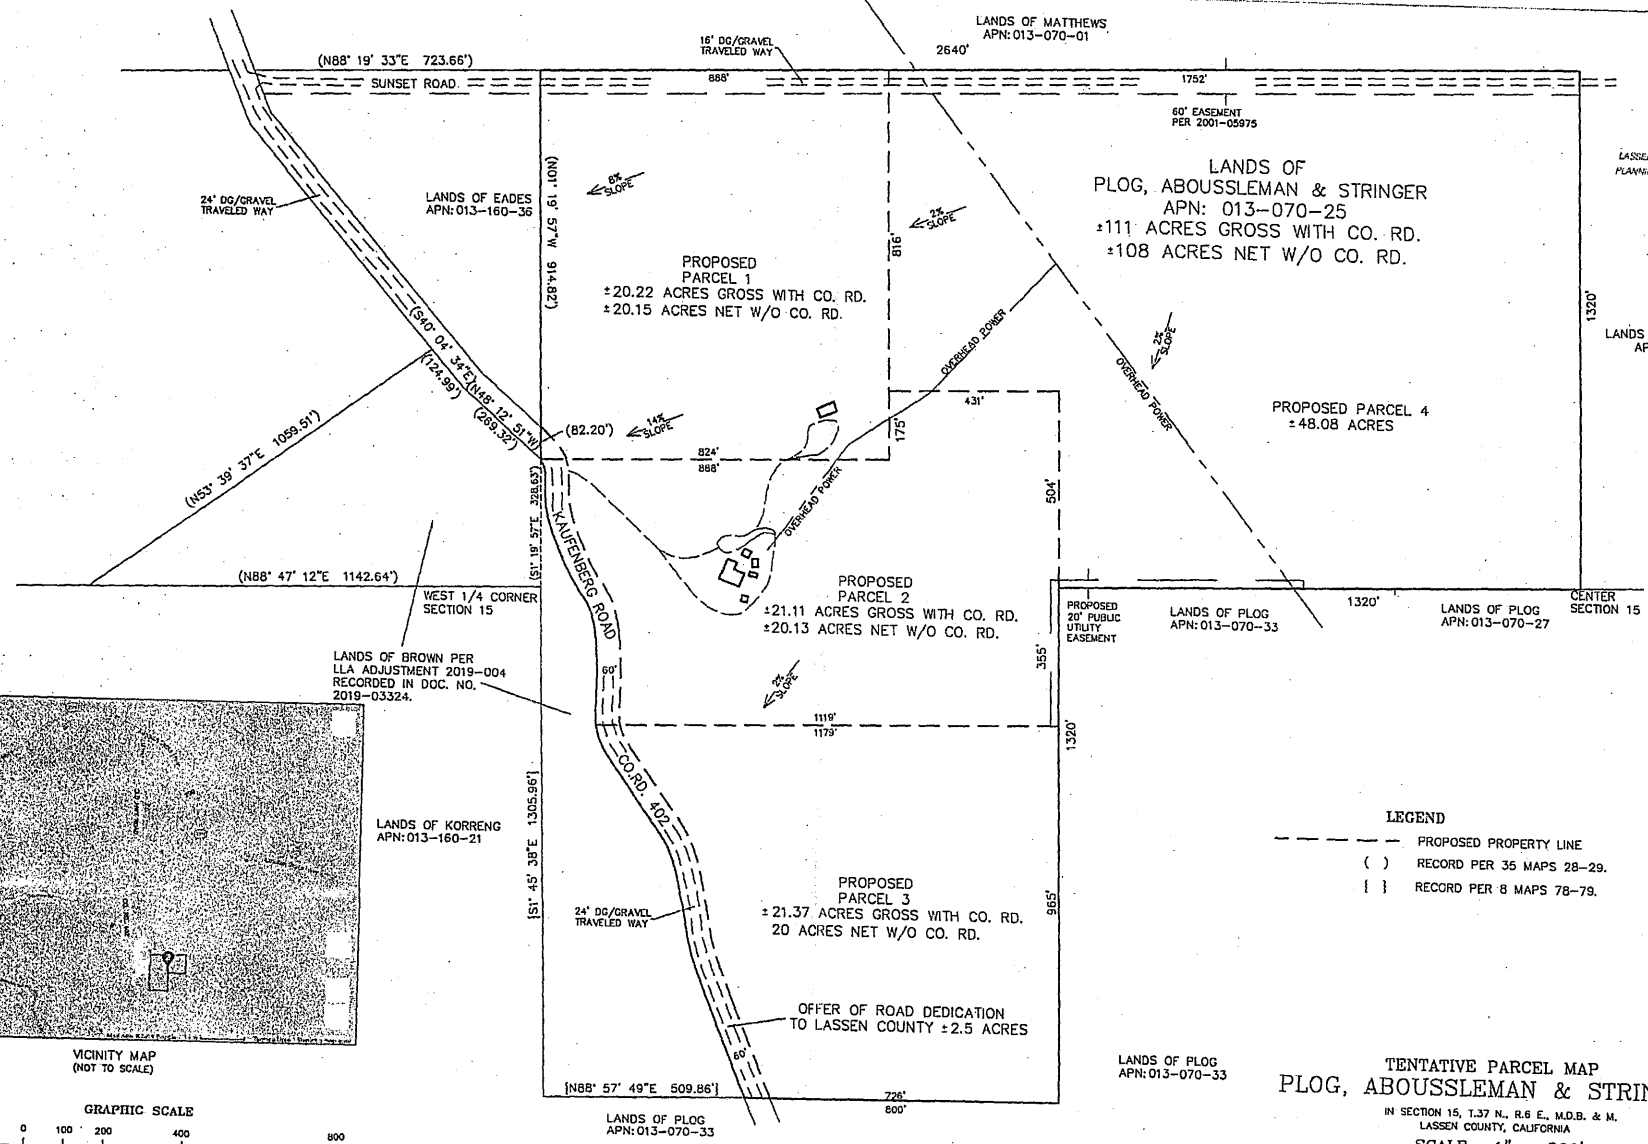 LANDS OF MATTHEWS
APN: 013-070-01
16' DG/GRAVEL
TRAVELED WAY
2640'
(N88° 19' 33"E 723.66')
SUNSET ROAD
888'
1752'
60' EASEMENT
PER 2001-05975
24' DG/GRAVEL
TRAVELED WAY
LANDS OF EADES
APN: 013-160-36
(N01° 19' 57"W 914.82')
8%
SLOPE
2%
SLOPE
816'
LANDS OF
PLOG, ABOUSSLEMAN & STRINGER
APN: 013-070-25
±111 ACRES GROSS WITH CO. RD.
±108 ACRES NET W/O CO. RD.
1320'
LANDS
PROPOSED
PARCEL 1
±20.22 ACRES GROSS WITH CO. RD.
±20.15 ACRES NET W/O CO. RD.
(S40° 04' 34"E)
(124.99')
(N48° 12' 51"W)
(269.32')
(82.20')
14%
SLOPE
824'
888'
175'
431'
OVERHEAD POWER
OVERHEAD POWER
OVERHEAD POWER
2%
SLOPE
PROPOSED PARCEL 4
±48.08 ACRES
504'
(N53° 39' 37"E 1059.51')
(N88° 47' 12"E 1142.64')
WEST 1/4 CORNER
SECTION 15
(S1° 19' 57"E 328.63')
KAUFENBERG ROAD
PROPOSED
PARCEL 2
±21.11 ACRES GROSS WITH CO. RD.
±20.13 ACRES NET W/O CO. RD.
PROPOSED
20' PUBLIC
UTILITY
EASEMENT
LANDS OF PLOG
APN: 013-070-33
1320'
LANDS OF PLOG
APN: 013-070-27
CENTER
SECTION 15
LANDS OF BROWN PER
LLA ADJUSTMENT 2019-004
RECORDED IN DOC. NO.
2019-03324.
60'
2%
SLOPE
355'
1119'
1179'
1320'
CO.RD. 402
LANDS OF KORRENG
APN: 013-160-21
{S1° 45' 38"E 1305.96'}
24' DG/GRAVEL
TRAVELED WAY
PROPOSED
PARCEL 3
±21.37 ACRES GROSS WITH CO. RD.
20 ACRES NET W/O CO. RD.
965'
LEGEND
PROPOSED PROPERTY LINE
( ) RECORD PER 35 MAPS 28-29.
{ } RECORD PER 8 MAPS 78-79.
OFFER OF ROAD DEDICATION
TO LASSEN COUNTY ±2.5 ACRES
60'
{N88° 57' 49"E 509.86'}
726'
800'
LANDS OF PLOG
APN: 013-070-33
LANDS OF PLOG
APN: 013-070-33
VICINITY MAP
(NOT TO SCALE)
GRAPHIC SCALE
0 100 200 400 800
TENTATIVE PARCEL MAP
PLOG, ABOUSSLEMAN & STRIN
IN SECTION 15, T.37 N., R.6 E., M.D.B. & M.
LASSEN COUNTY, CALIFORNIA